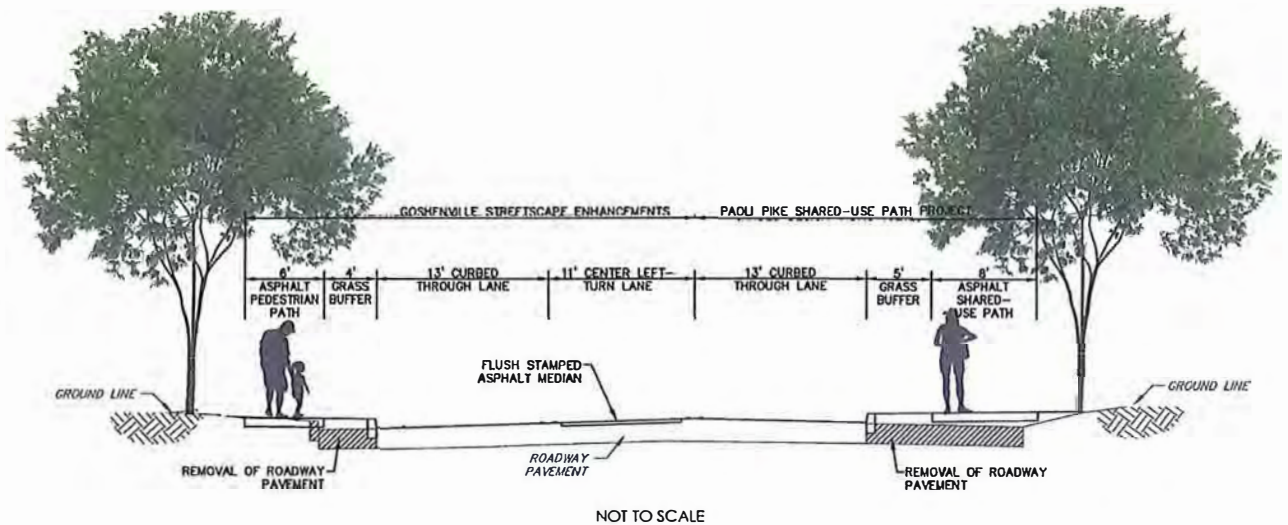 GOSHENVILLE STREETSCAPE ENHANCEMENTS
PAOLI PIKE SHARED-USE PATH PROJECT
6'
ASPHALT
PEDESTRIAN
PATH
4'
GRASS
BUFFER
13' CURBED
THROUGH LANE
11' CENTER LEFT-
TURN LANE
13' CURBED
THROUGH LANE
5'
GRASS
BUFFER
8'
ASPHALT
SHARED-
USE PATH
FLUSH STAMPED
ASPHALT MEDIAN
GROUND LINE
GROUND LINE
REMOVAL OF ROADWAY
PAVEMENT
ROADWAY
PAVEMENT
REMOVAL OF ROADWAY
PAVEMENT
NOT TO SCALE